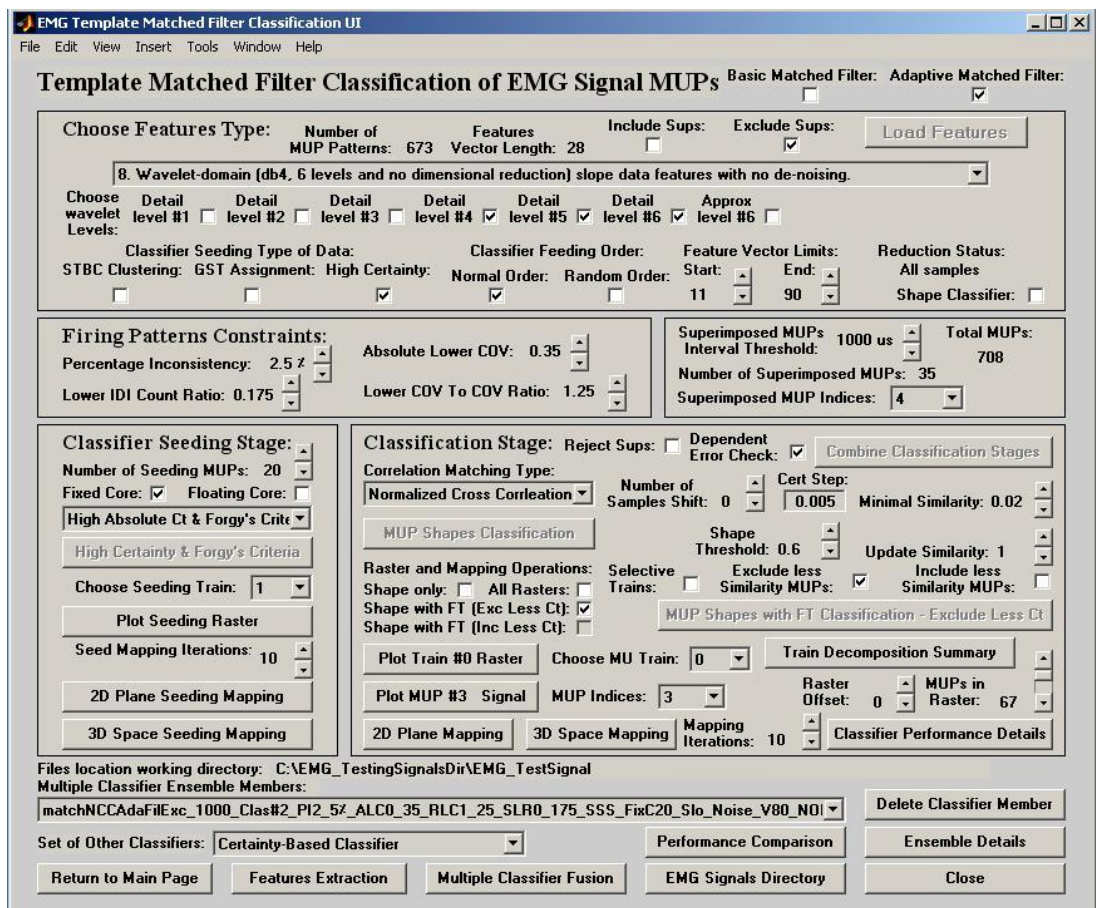 EMG Template Matched Filter Classification UI
File Edit View Insert Tools Window Help
Template Matched Filter Classification of EMG Signal MUPs
Basic Matched Filter: Adaptive Matched Filter:
Choose Features Type:
Number of MUP Patterns: 673
Features Vector Length: 28
Include Sups: Exclude Sups:
Load Features
8. Wavelet-domain (db4, 6 levels and no dimensional reduction) slope data features with no de-noising.
Choose wavelet Levels:
Detail level #1
Detail level #2
Detail level #3
Detail level #4
Detail level #5
Detail level #6
Approx level #6
Classifier Seeding Type of Data:
STBC Clustering: GST Assignment: High Certainty:
Classifier Feeding Order:
Normal Order: Random Order:
Feature Vector Limits:
Start: 11
End: 90
Reduction Status:
All samples
Shape Classifier:
Firing Patterns Constraints:
Percentage Inconsistency: 2.5 %
Absolute Lower COV: 0.35
Lower IDI Count Ratio: 0.175
Lower COV To COV Ratio: 1.25
Superimposed MUPs Interval Threshold: 1000 us
Total MUPs: 708
Number of Superimposed MUPs: 35
Superimposed MUP Indices: 4
Classifier Seeding Stage:
Number of Seeding MUPs: 20
Fixed Core: Floating Core:
High Absolute Ct & Forgy's Crite
High Certainty & Forgy's Criteria
Choose Seeding Train: 1
Plot Seeding Raster
Seed Mapping Iterations: 10
2D Plane Seeding Mapping
3D Space Seeding Mapping
Classification Stage:
Reject Sups:
Dependent Error Check:
Combine Classification Stages
Correlation Matching Type:
Normalized Cross Corrleation
Number of Samples Shift: 0
Cert Step: 0.005
Minimal Similarity: 0.02
MUP Shapes Classification
Shape Threshold: 0.6
Update Similarity: 1
Raster and Mapping Operations:
Shape only: All Rasters:
Shape with FT (Exc Less Ct):
Shape with FT (Inc Less Ct):
Selective Trains:
Exclude less Similarity MUPs:
Include less Similarity MUPs:
MUP Shapes with FT Classification - Exclude Less Ct
Plot Train #0 Raster
Choose MU Train: 0
Train Decomposition Summary
Plot MUP #3 Signal
MUP Indices: 3
Raster Offset: 0
MUPs in Raster: 67
2D Plane Mapping
3D Space Mapping
Mapping Iterations: 10
Classifier Performance Details
Files location working directory: C:\EMG_TestingSignalsDir\EMG_TestSignal
Multiple Classifier Ensemble Members:
matchNCCAdaFilExc_1000_Clas#2_PI2_5%_ALC0_35_RLC1_25_SLR0_175_SSS_FixC20_Slo_Noise_V80_NOI
Delete Classifier Member
Set of Other Classifiers: Certainty-Based Classifier
Performance Comparison
Ensemble Details
Return to Main Page
Features Extraction
Multiple Classifier Fusion
EMG Signals Directory
Close